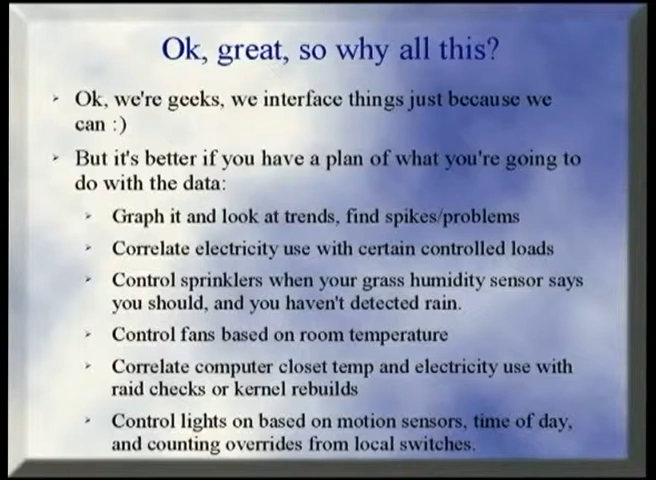 Ok, great, so why all this?
Ok, we're geeks, we interface things just because we
can :)
But it's better if you have a plan of what you're going to
do with the data:
Graph it and look at trends, find spikes/problems
Correlate electricity use with certain controlled loads
Control sprinklers when your grass humidity sensor says
you should, and you haven't detected rain.
Control fans based on room temperature
Correlate computer closet temp and electricity use with
raid checks or kernel rebuilds
Control lights on based on motion sensors, time of day,
and counting overrides from local switches.